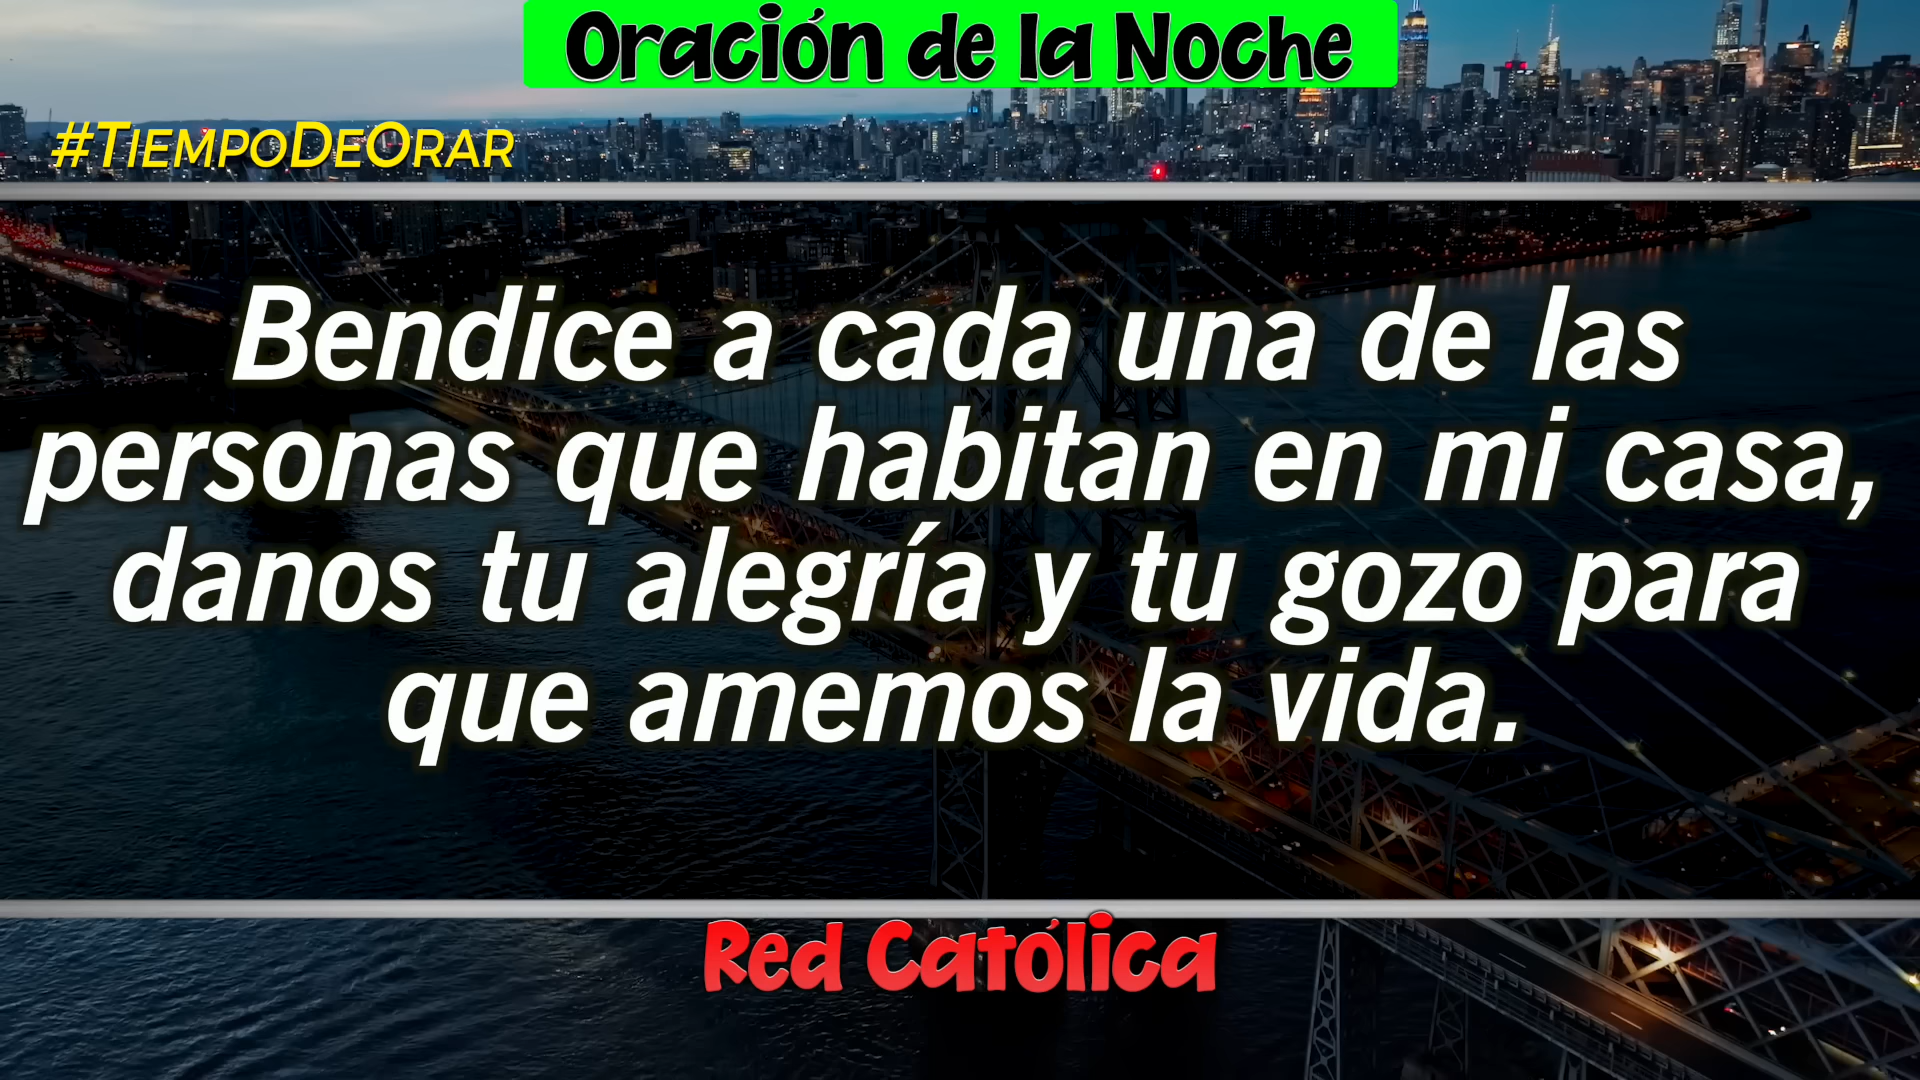 Oración de la Noche
#TiempoDeOrar
Bendice a cada una de las
personas que habitan en mi casa,
danos tu alegría y tu gozo para
que amemos la vida.
Red Católica